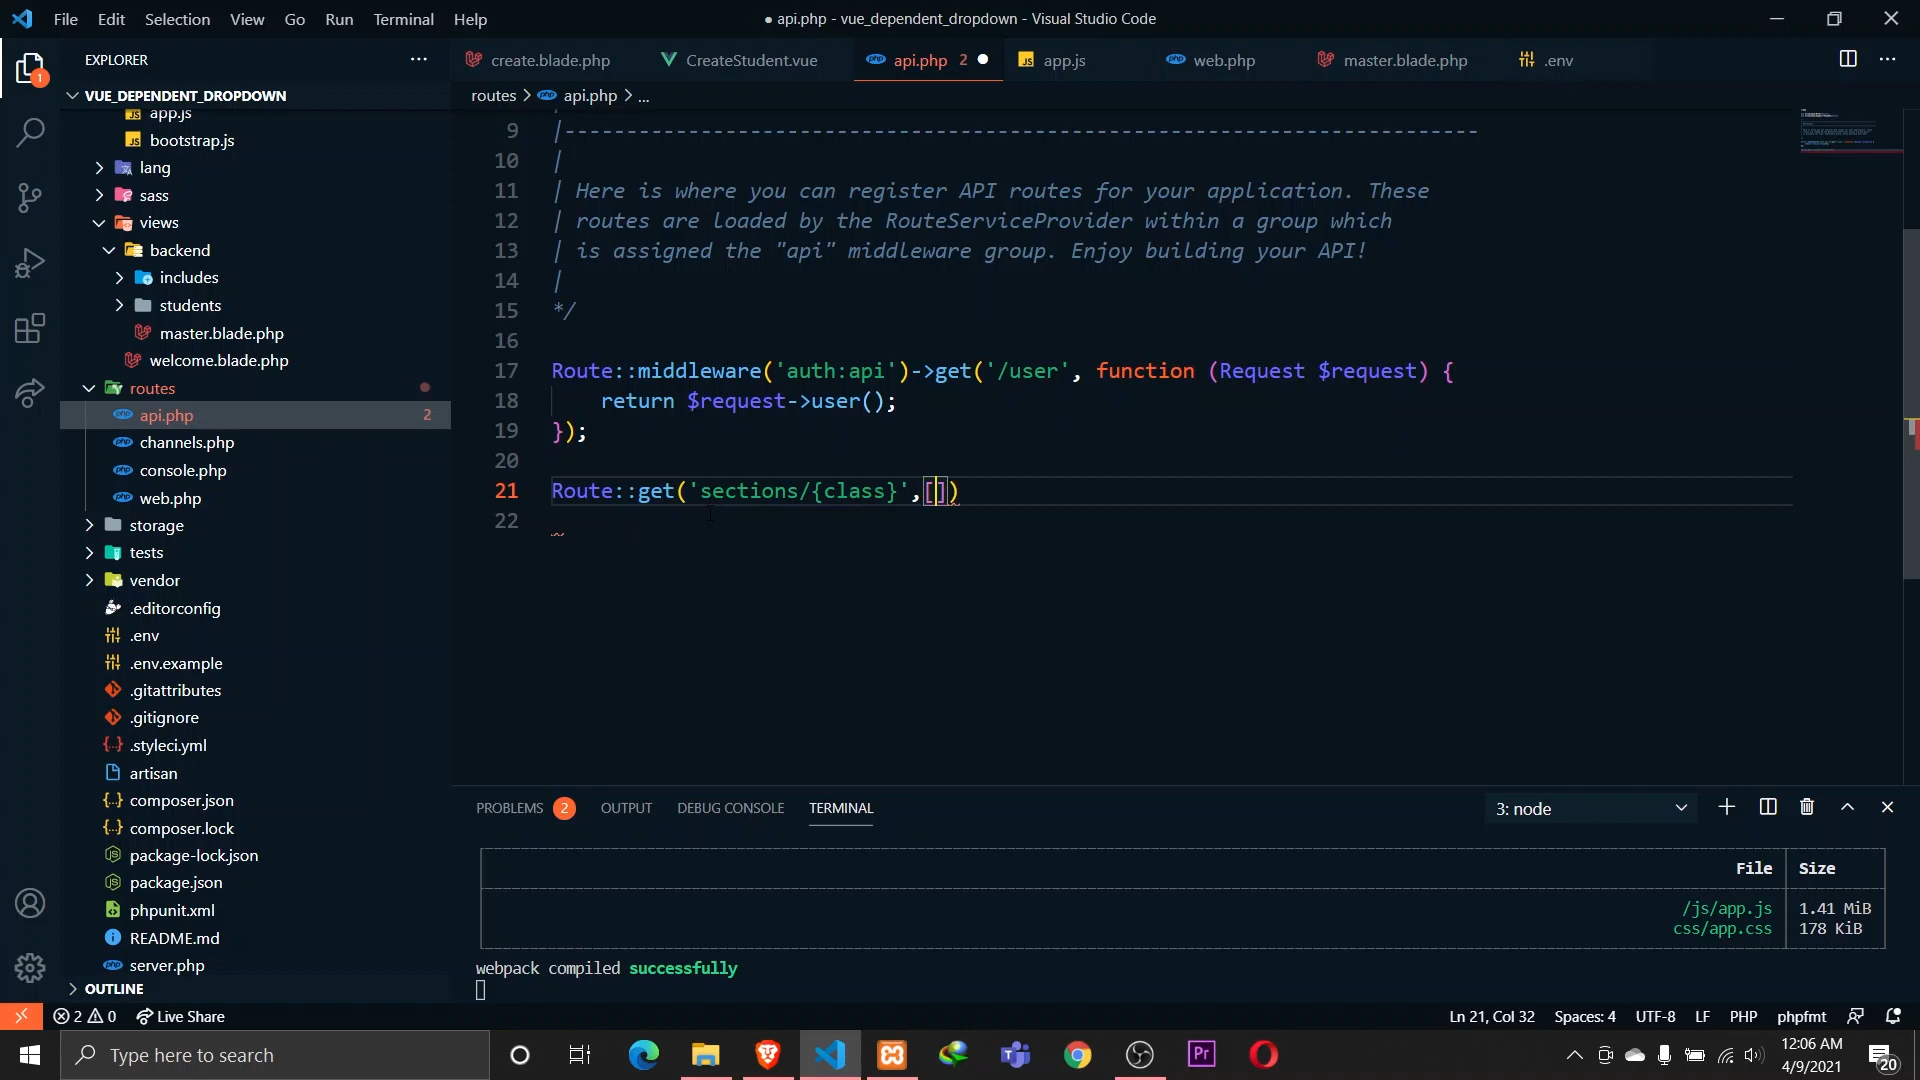 File Edit Selection View Go Run Terminal Help
● api.php - vue_dependent_dropdown - Visual Studio Code
EXPLORER
create.blade.php
CreateStudent.vue
api.php 2
app.js
web.php
master.blade.php
.env
VUE_DEPENDENT_DROPDOWN
routes > api.php > ...
app.js
bootstrap.js
lang
sass
views
backend
includes
students
master.blade.php
welcome.blade.php
routes
api.php 2
channels.php
console.php
web.php
storage
tests
vendor
.editorconfig
.env
.env.example
.gitattributes
.gitignore
.styleci.yml
artisan
composer.json
composer.lock
package-lock.json
package.json
phpunit.xml
README.md
server.php
OUTLINE
9 |--------------------------------------------------------------------------
10 |
11 | Here is where you can register API routes for your application. These
12 | routes are loaded by the RouteServiceProvider within a group which
13 | is assigned the "api" middleware group. Enjoy building your API!
14 |
15 */
16
17 Route::middleware('auth:api')->get('/user', function (Request $request) {
18 return $request->user();
19 });
20
21 Route::get('sections/{class}',[])
22
PROBLEMS 2 OUTPUT DEBUG CONSOLE TERMINAL
3: node
File Size
/js/app.js 1.41 MiB
css/app.css 178 KiB
webpack compiled successfully
2 0 Live Share
Ln 21, Col 32 Spaces: 4 UTF-8 LF PHP phpfmt
Type here to search
12:06 AM
4/9/2021
20
1
Pr